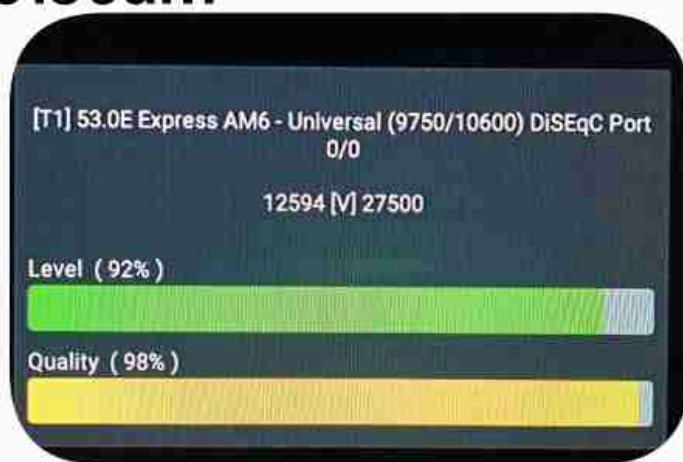 [T1] 53.0E Express AM6 - Universal (9750/10600) DiSEqC Port
0/0
12594 [V] 27500
Level ( 92% )
Quality ( 98% )